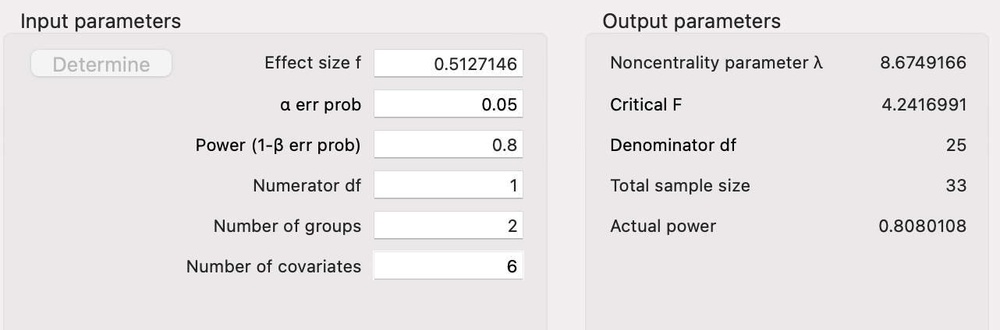 Input parameters
Determine
Effect size f 0.5127146
α err prob 0.05
Power (1-β err prob) 0.8
Numerator df 1
Number of groups 2
Number of covariates 6
Output parameters
Noncentrality parameter λ 8.6749166
Critical F 4.2416991
Denominator df 25
Total sample size 33
Actual power 0.8080108